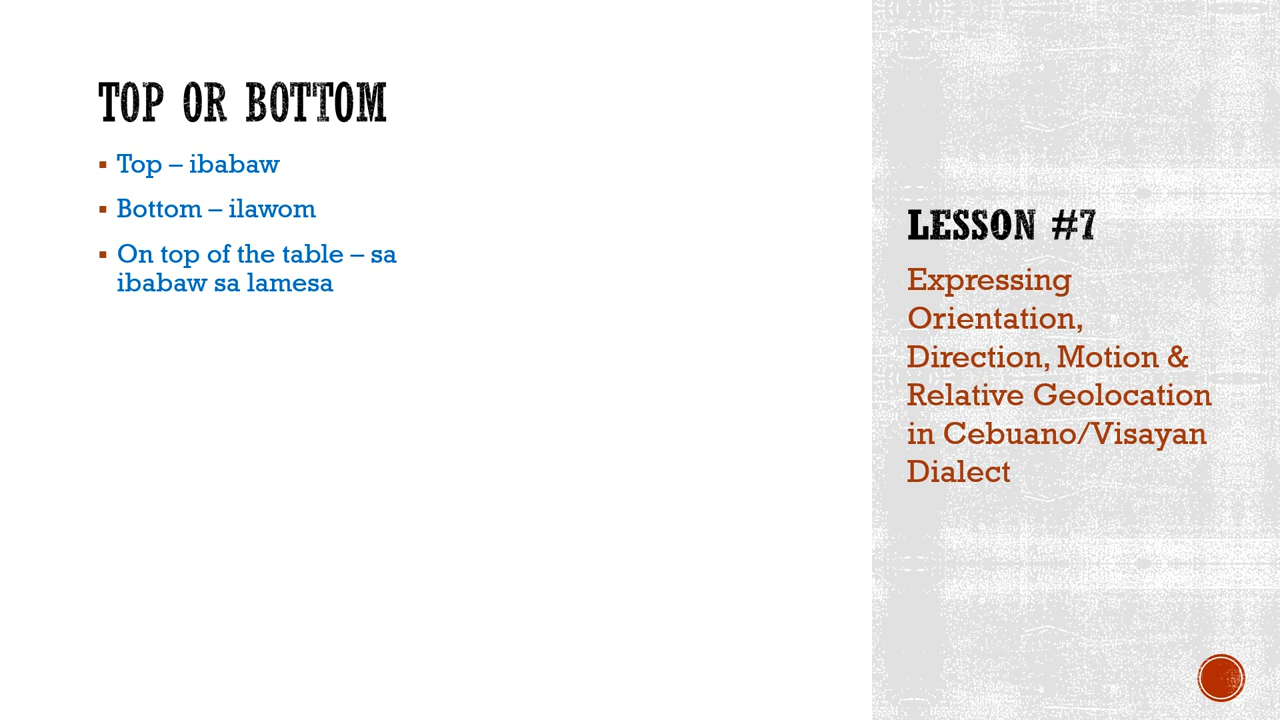 TOP OR BOTTOM
▪ Top – ibabaw
▪ Bottom – ilawom
▪ On top of the table – sa
ibabaw sa lamesa
LESSON #7
Expressing
Orientation,
Direction, Motion &
Relative Geolocation
in Cebuano/Visayan
Dialect